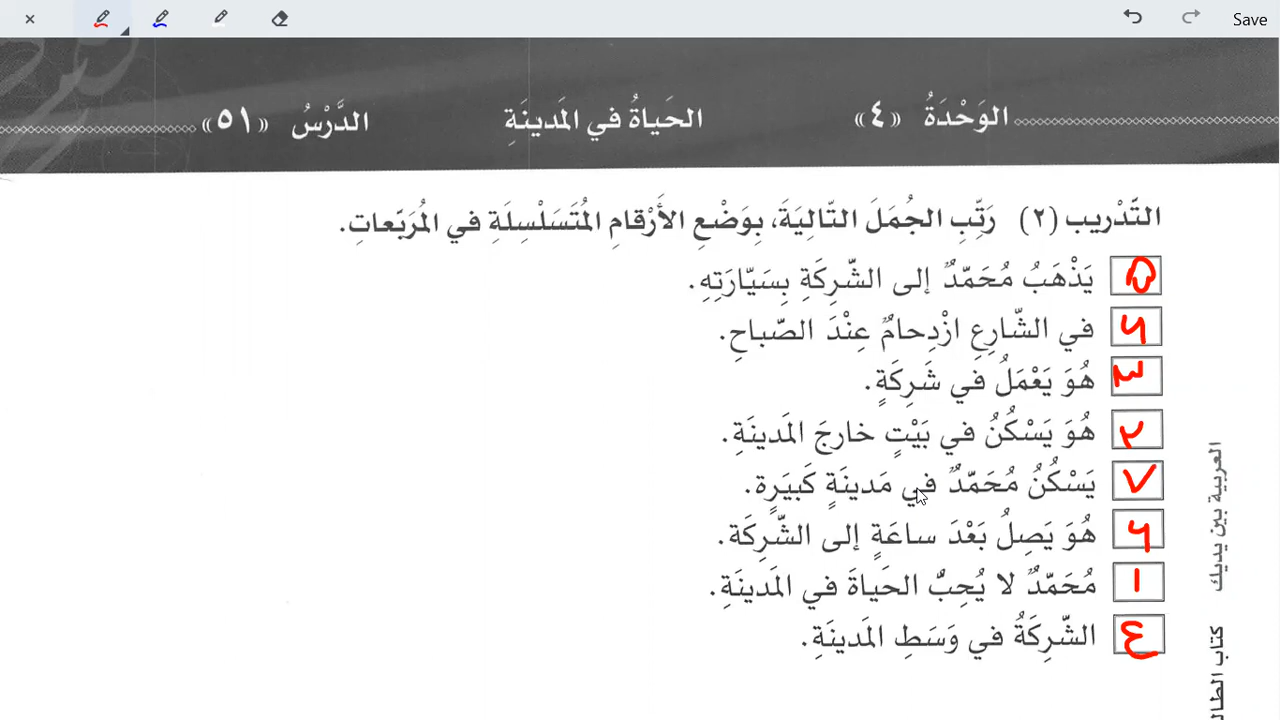 Save
الوَحْدَةُ «٤» الحَياةُ في المَدينَةِ الدَّرْسُ «٥١»
التَّدْريب (٢) رَتِّبِ الجُمَلَ التّالِيَةَ، بِوَضْعِ الأَرْقامِ المُتَسَلْسِلَةِ في المُرَبَّعاتِ.
٥ يَذْهَبُ مُحَمَّدٌ إلى الشَّرِكَةِ بِسَيّارَتِهِ.
٦ في الشّارِعِ ازْدِحامٌ عِنْدَ الصَّباحِ.
٣ هُوَ يَعْمَلُ في شَرِكَةٍ.
٢ هُوَ يَسْكُنُ في بَيْتٍ خارِجَ المَدينَةِ.
٧ يَسْكُنُ مُحَمَّدٌ في مَدينَةٍ كَبيَرةٍ.
٦ هُوَ يَصِلُ بَعْدَ ساعَةٍ إلى الشَّرِكَة.
١ مُحَمَّدٌ لا يُحِبُّ الحَياةَ في المَدينَةِ.
٤ الشَّرِكَةُ في وَسَطِ المَدينَةِ.
العربية بين يديك
كتاب